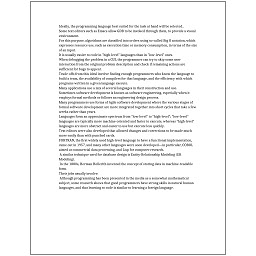 Ideally, the programming language best suited for the task at hand will be selected.
Some text editors such as Emacs allow GDB to be invoked through them, to provide a visual environment.
For this purpose algorithms are classified into orders using so-called Big O notation, which expresses resource use, such as execution time or memory consumption, in terms of the size of an input.
It is usually easier to code in "high-level" languages than in "low-level" ones.
When debugging the problem in a GUI, the programmer can try to skip some user interaction from the original problem description and check if remaining actions are sufficient for bugs to appear.
Trade-offs from this ideal involve finding enough programmers who know the language to build a team, the availability of compilers for that language, and the efficiency with which programs written in a given language execute.
Many applications use a mix of several languages in their construction and use.
Sometimes software development is known as software engineering, especially when it employs formal methods or follows an engineering design process.
Many programmers use forms of Agile software development where the various stages of formal software development are more integrated together into short cycles that take a few weeks rather than years.
Languages form an approximate spectrum from "low-level" to "high-level"; "low-level" languages are typically more machine-oriented and faster to execute, whereas "high-level" languages are more abstract and easier to use but execute less quickly.
Text editors were also developed that allowed changes and corrections to be made much more easily than with punched cards.
FORTRAN, the first widely used high-level language to have a functional implementation, came out in 1957, and many other languages were soon developed—in particular, COBOL aimed at commercial data processing, and Lisp for computer research.
A similar technique used for database design is Entity-Relationship Modeling (ER Modeling).
In the 1880s, Herman Hollerith invented the concept of storing data in machine-readable form.
Their jobs usually involve:
Although programming has been presented in the media as a somewhat mathematical subject, some research shows that good programmers have strong skills in natural human languages, and that learning to code is similar to learning a foreign language.